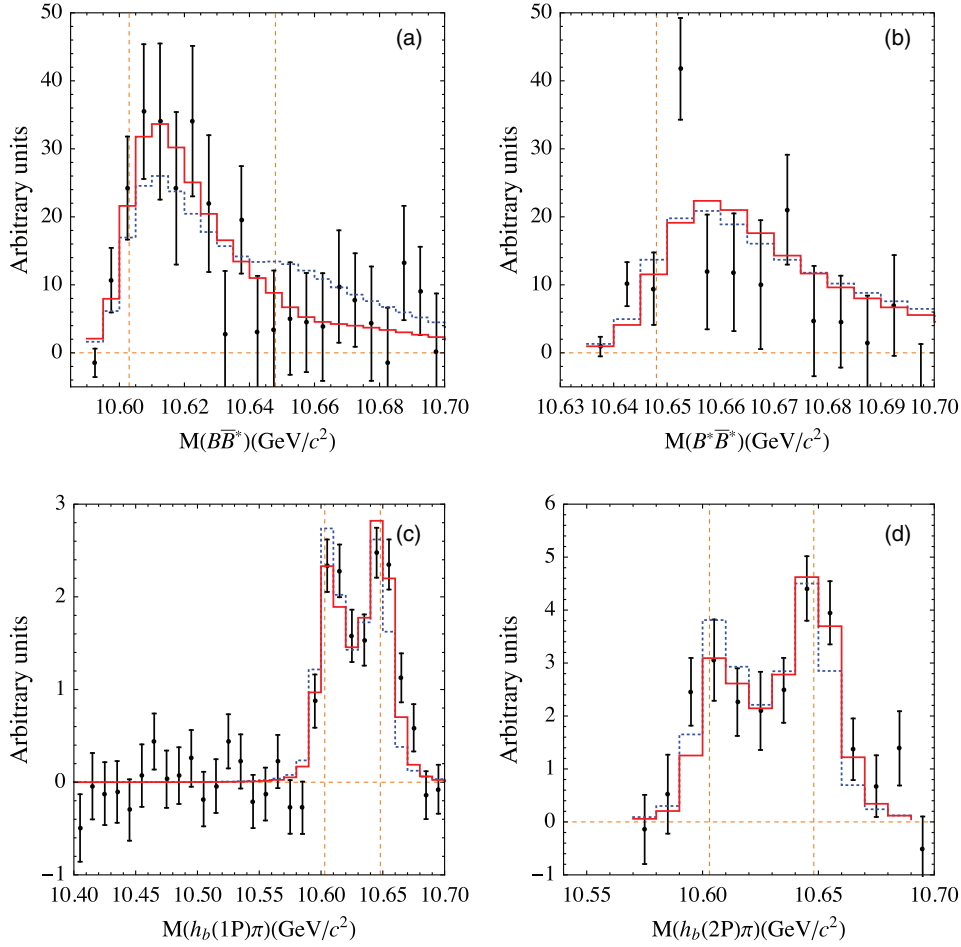 50
40
30
20
10
0
Arbitrary units
(a)
10.60 10.62 10.64 10.66 10.68 10.70
M(BB̅*)(GeV/c²)
50
40
30
20
10
0
Arbitrary units
(b)
10.63 10.64 10.65 10.66 10.67 10.68 10.69 10.70
M(B*B̅*)(GeV/c²)
3
2
1
0
−1
Arbitrary units
(c)
10.40 10.45 10.50 10.55 10.60 10.65 10.70
M(h_b(1P)π)(GeV/c²)
6
5
4
3
2
1
0
−1
Arbitrary units
(d)
10.55 10.60 10.65 10.70
M(h_b(2P)π)(GeV/c²)